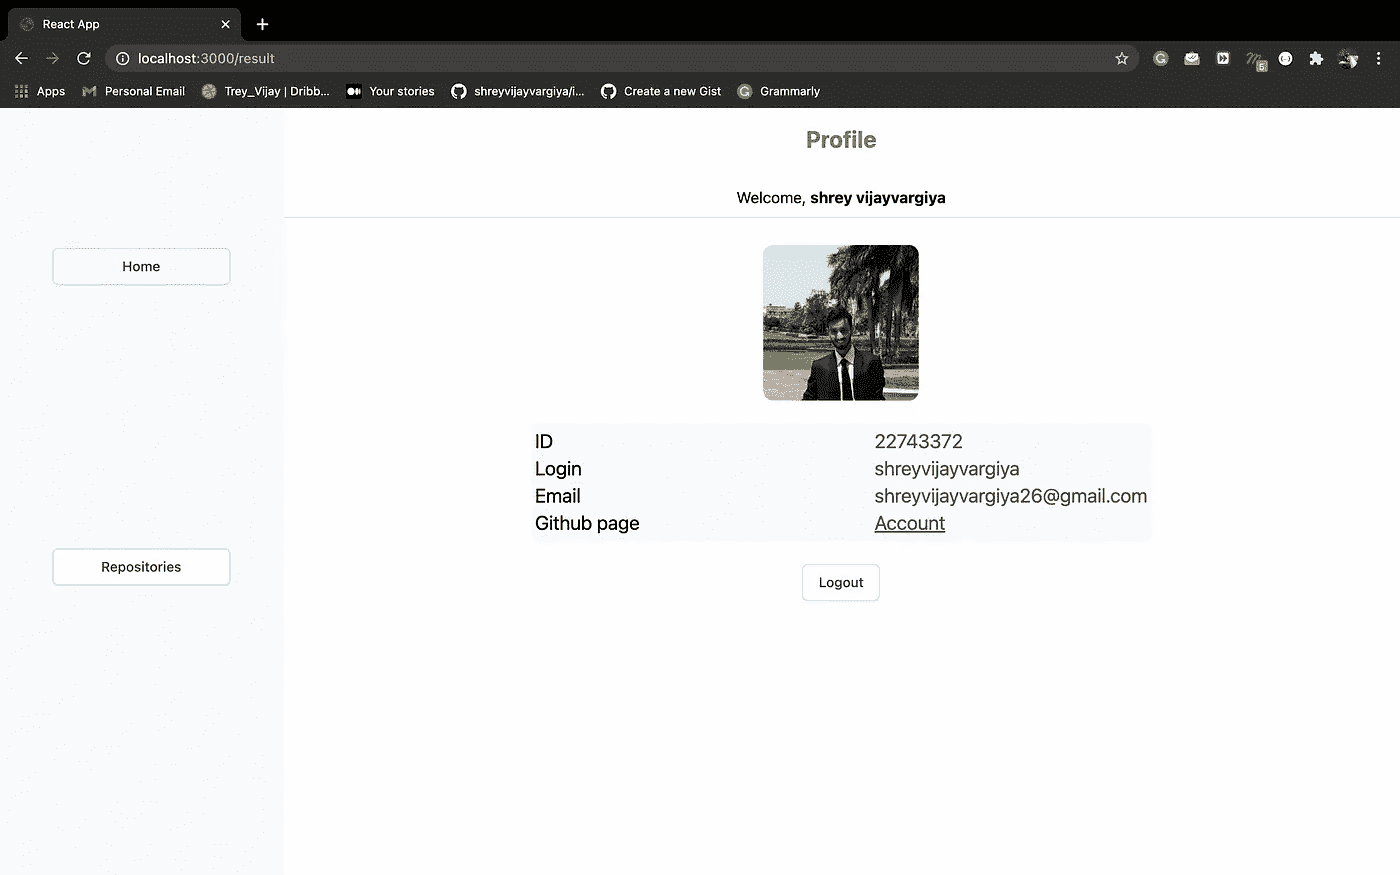 React App
localhost:3000/result
Apps Personal Email Trey_Vijay | Dribb... Your stories shreyvijayvargiya/i... Create a new Gist Grammarly
Profile
Welcome, shrey vijayvargiya
Home
ID 22743372
Login shreyvijayvargiya
Email shreyvijayvargiya26@gmail.com
Github page Account
Repositories
Logout